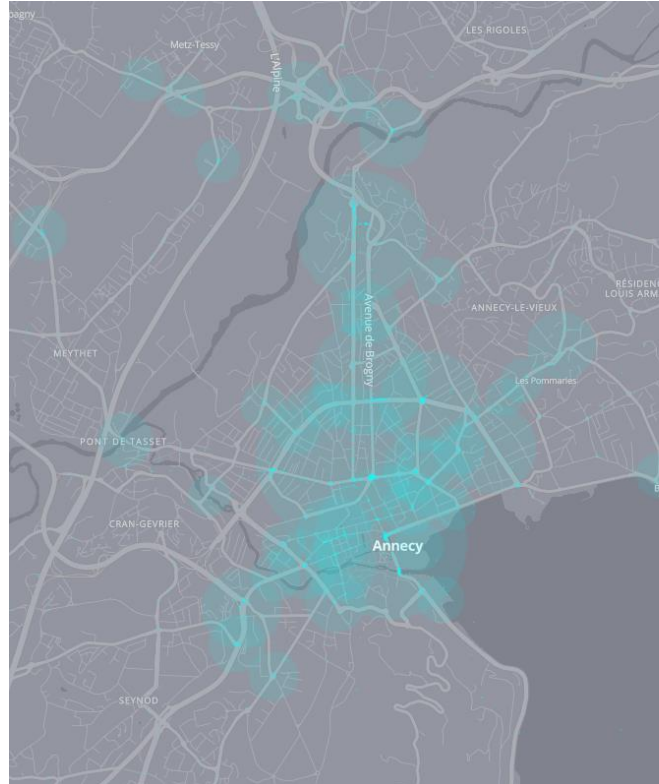 pagny
LES RIGOLES
Metz-Tessy
L'Alpine
RÉSIDENC
LOUIS ARM
ANNECY-LE-VIEUX
Avenue de Brogny
MEYTHET
Les Pommaries
PONT DE TASSET
B
CRAN-GEVRIER
Annecy
SEYNOD